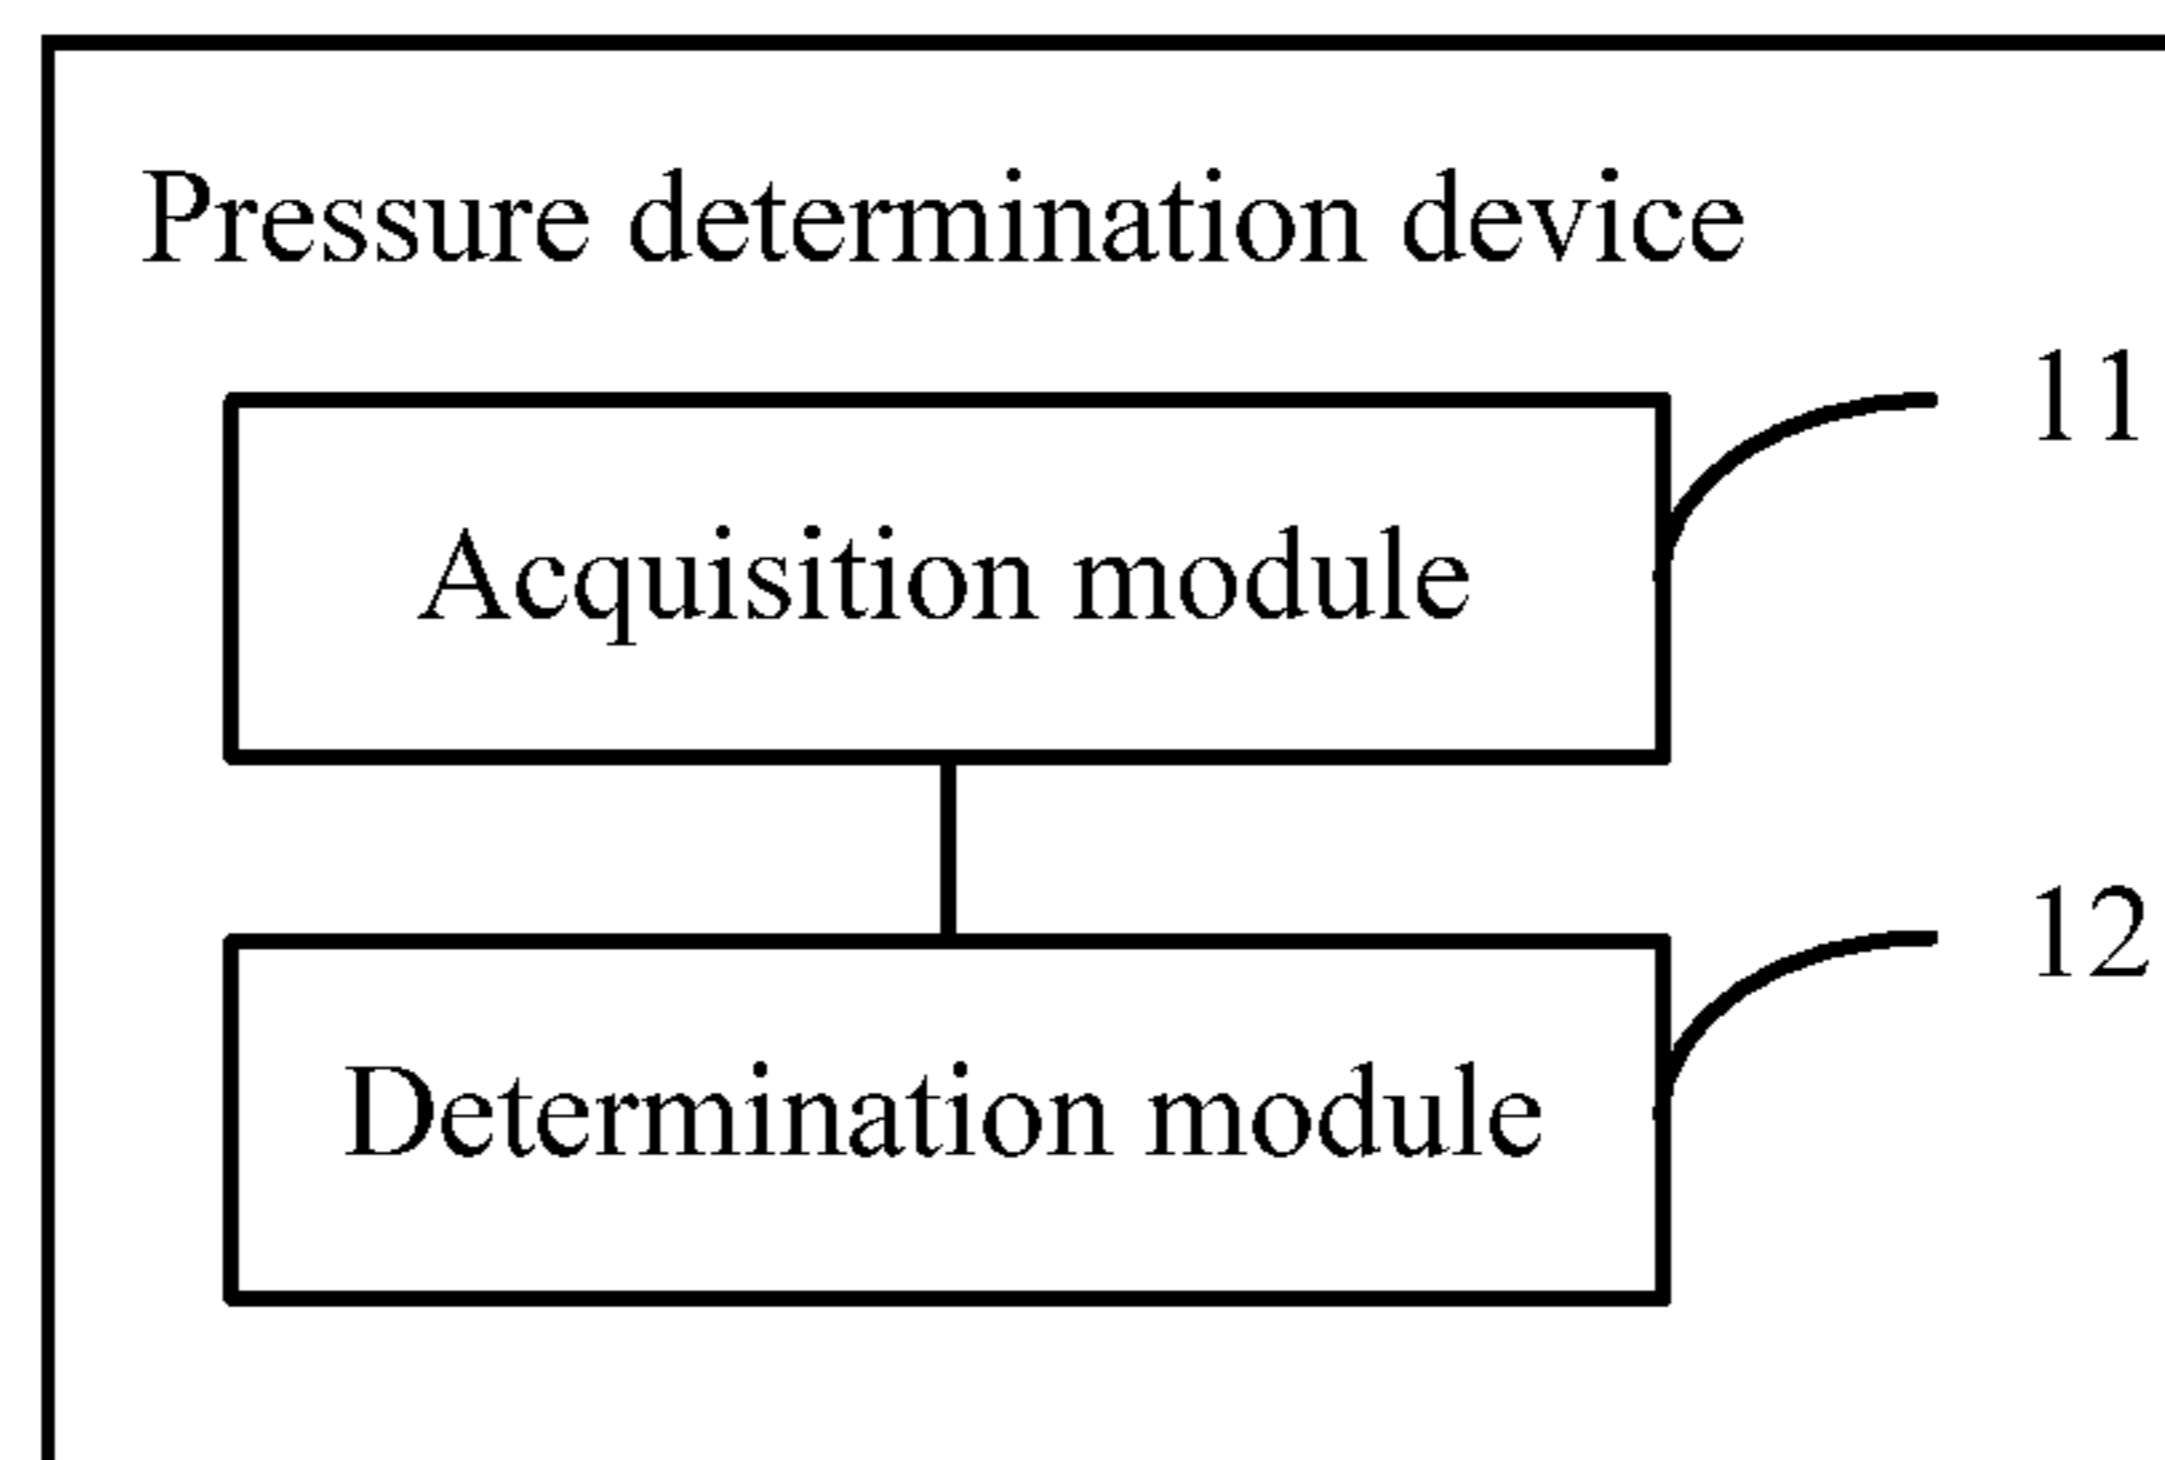 Pressure determination device
11
Acquisition module
12
Determination module